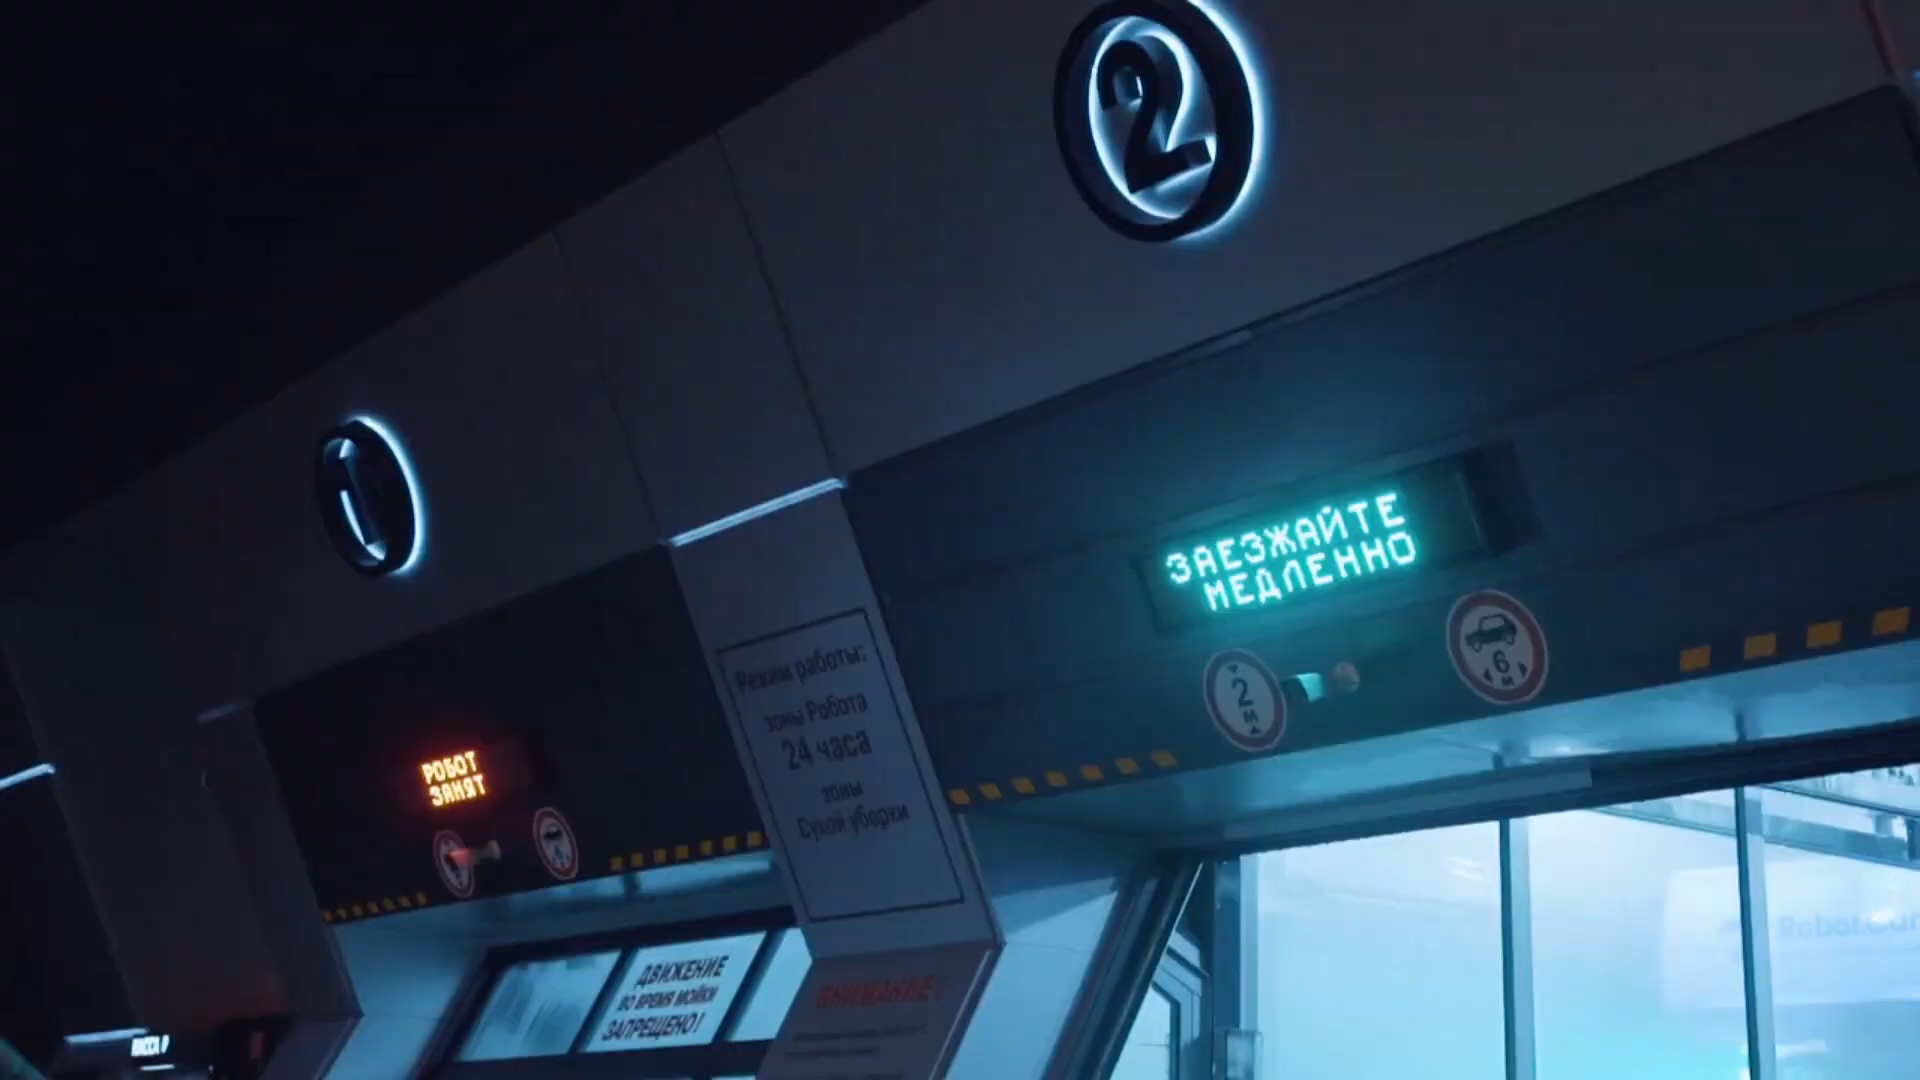 2
1
ЗАЕЗЖАЙТЕ
МЕДЛЕННО
2
м
6
м
Режим работы:
зоны Робота
24 часа
зоны
Сухой уборки
РОБОТ
ЗАНЯТ
ДВИЖЕНИЕ
ВО ВРЕМЯ МОЙКИ
ЗАПРЕЩЕНО!
ВНИМАНИЕ